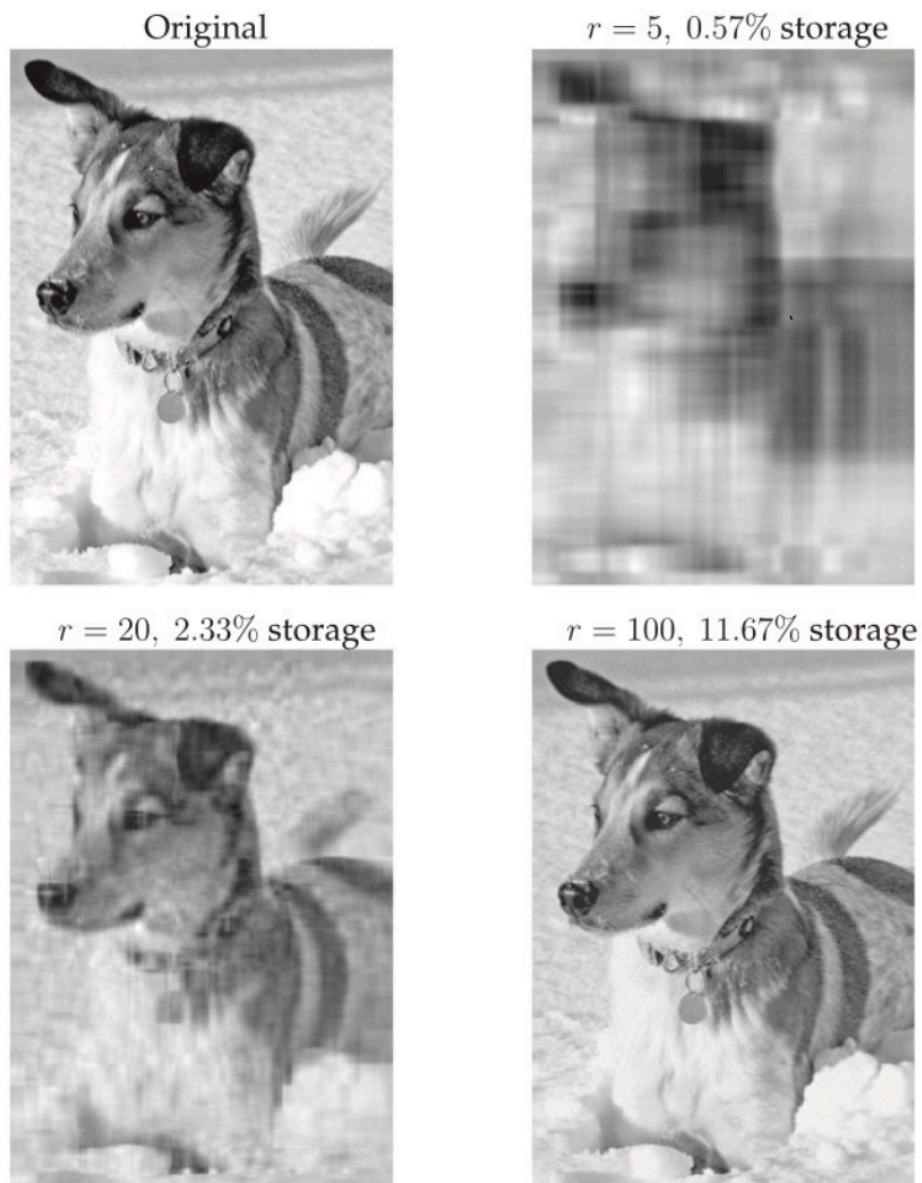 Original
r = 5, 0.57% storage
r = 20, 2.33% storage
r = 100, 11.67% storage